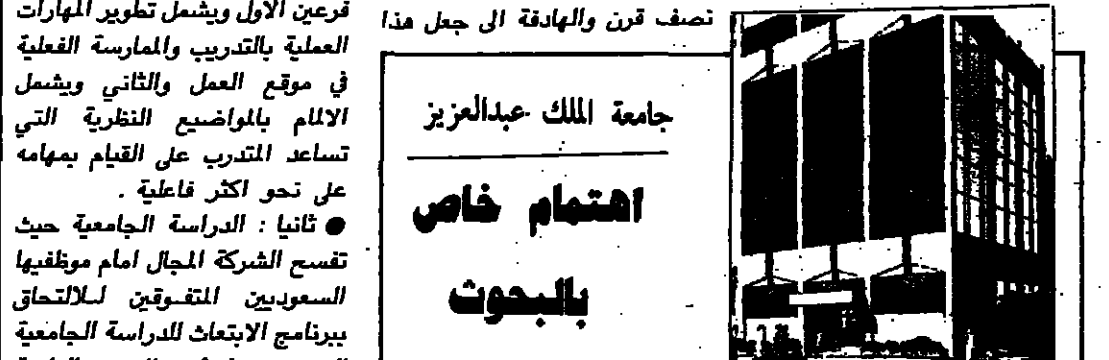 نصف قرن والهادفة الى جعل هذا
جامعة الملك عبدالعزيز
اهتمام خاص
بالبحوث
فرعين الاول ويشمل تطوير المهارات
العملية بالتدريب والممارسة الفعلية
في موقع العمل والثاني ويشمل
الالمام بالمواضيع النظرية التي
تساعد المتدرب على القيام بمهامه
على نحو اكثر فاعلية .
● ثانيا : الدراسة الجامعية حيث
تفسح الشركة المجال امام موظفيها
السعوديين المتفوقين للالتحاق
ببرنامج الابتعاث للدراسة الجامعية